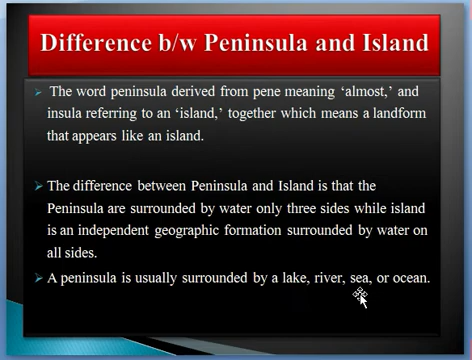 Difference b/w Peninsula and Island
The word peninsula derived from pene meaning ‘almost,’ and
insula referring to an ‘island,’ together which means a landform
that appears like an island.
The difference between Peninsula and Island is that the
Peninsula are surrounded by water only three sides while island
is an independent geographic formation surrounded by water on
all sides.
A peninsula is usually surrounded by a lake, river, sea, or ocean.